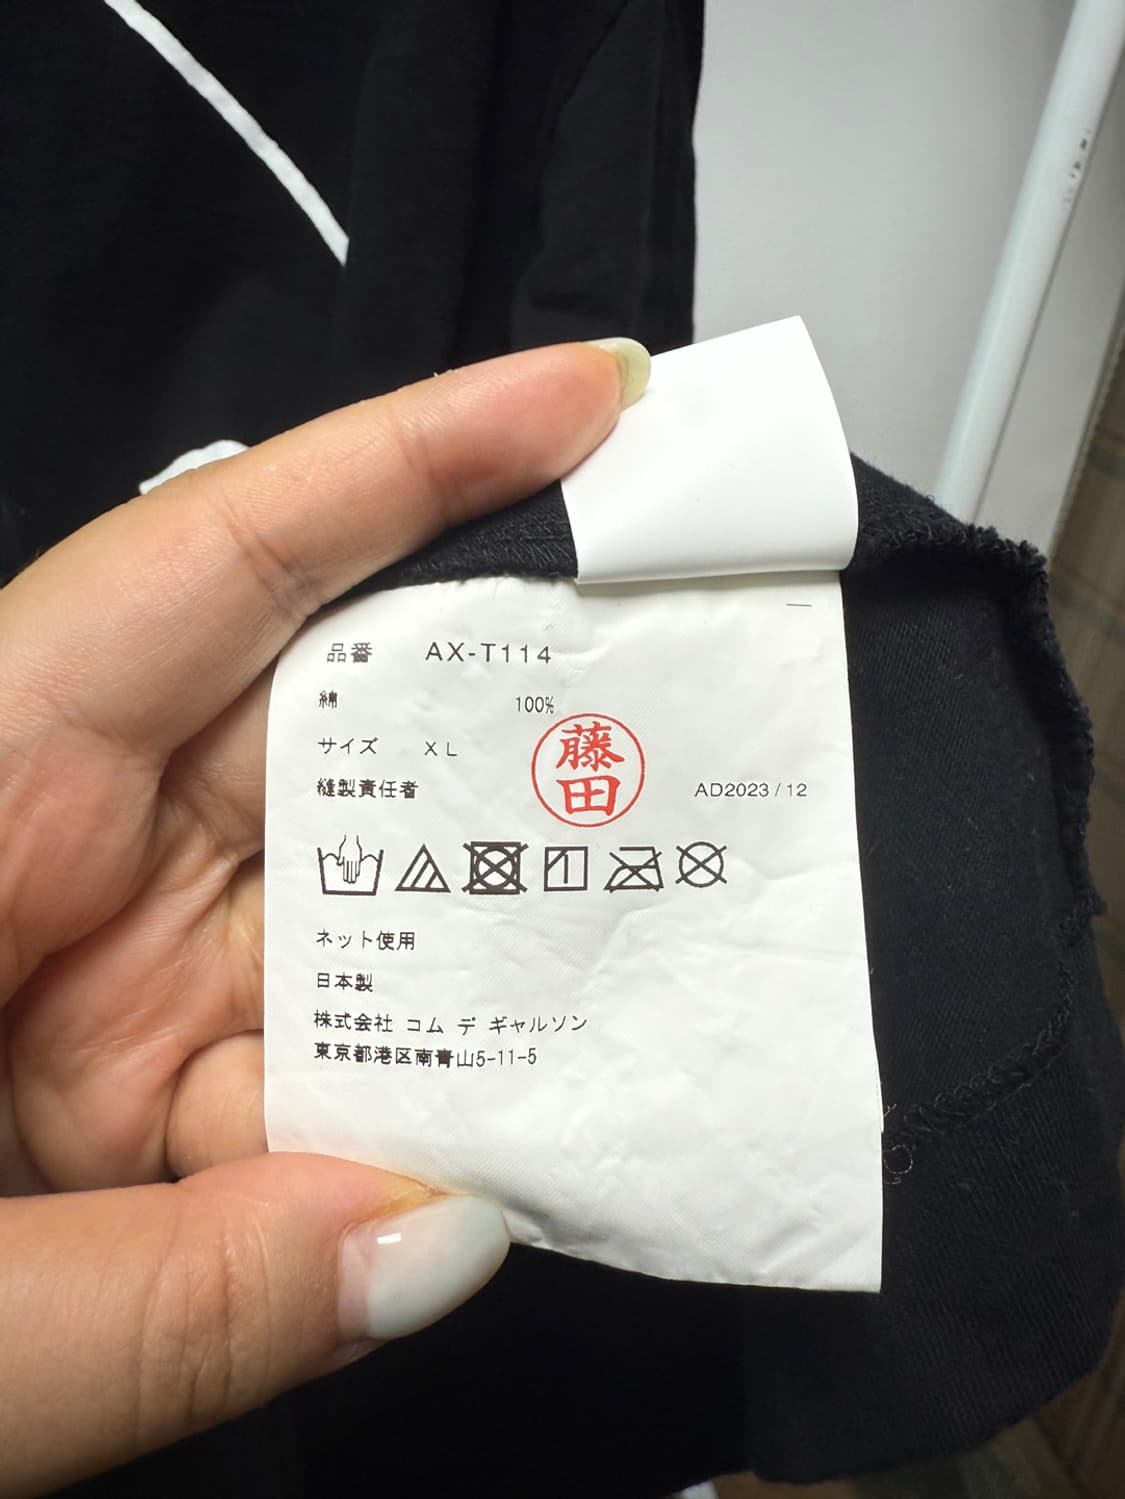 品番 AX-T114
綿 100%
サイズ XL
藤田
縫製責任者 AD2023/12
ネット使用
日本製
株式会社 コム デ ギャルソン
東京都港区南青山5-11-5